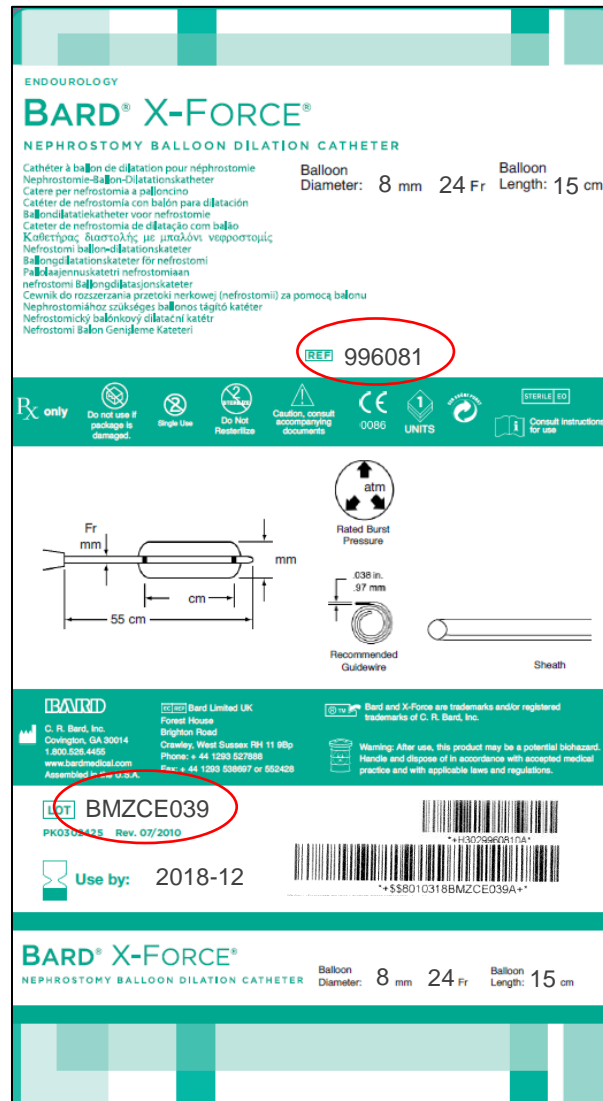 ENDOUROLOGY
BARD® X-FORCE®
NEPHROSTOMY BALLOON DILATION CATHETER
Cathéter à ballon de dilatation pour néphrostomie
Nephrostomie-Ballon-Dilatationskatheter
Catere per nefrostomia a palloncino
Catéter de nefrostomía con balón para dilatación
Ballondilatatiekatheter voor nefrostomie
Cateter de nefrostomia de dilatação com balão
Καθετήρας διαστολής με μπαλόνι νεφροστομίς
Nefrostomi ballon-dilatationskateter
Ballongdilatationskateter för nefrostomi
Pallolaajennuskatetri nefrostomiaan
nefrostomi Ballongdilatasjonskateter
Cewnik do rozszerzania przetoki nerkowej (nefrostomii) za pomocą balonu
Nephrostomiához szükséges ballonos tágító katéter
Nefrostomický balónkový dilatační katétr
Nefrostomi Balon Genişleme Kateteri
Balloon Diameter: 8 mm 24 Fr Balloon Length: 15 cm
REF 996081
Rx only
Do not use if package is damaged.
2
Single Use
2 STERILIZE
Do Not Resterilize
Caution, consult accompanying documents
CE 0086
1
UNITS
STERILE EO
i Consult instructions for use
atm
Rated Burst Pressure
Fr
mm
mm
cm
55 cm
.038 in.
.97 mm
Recommended Guidewire
Sheath
BARD
C. R. Bard, Inc.
Covington, GA 30014
1.800.526.4455
www.bardmedical.com
Assembled in the U.S.A.
EC REP Bard Limited UK
Forest House
Brighton Road
Crawley, West Sussex RH 11 9Bp
Phone: + 44 1293 527888
Fax: + 44 1293 538697 or 552428
® TM Bard and X-Force are trademarks and/or registered
trademarks of C. R. Bard, Inc.
Warning: After use, this product may be a potential biohazard.
Handle and dispose of in accordance with accepted medical
practice and with applicable laws and regulations.
LOT BMZCE039
PK0302425 Rev. 07/2010
*+H3029960810A*
Use by: 2018-12
*+$$8010318BMZCE039A+*
BARD® X-FORCE®
NEPHROSTOMY BALLOON DILATION CATHETER
Balloon Diameter: 8 mm 24 Fr Balloon Length: 15 cm